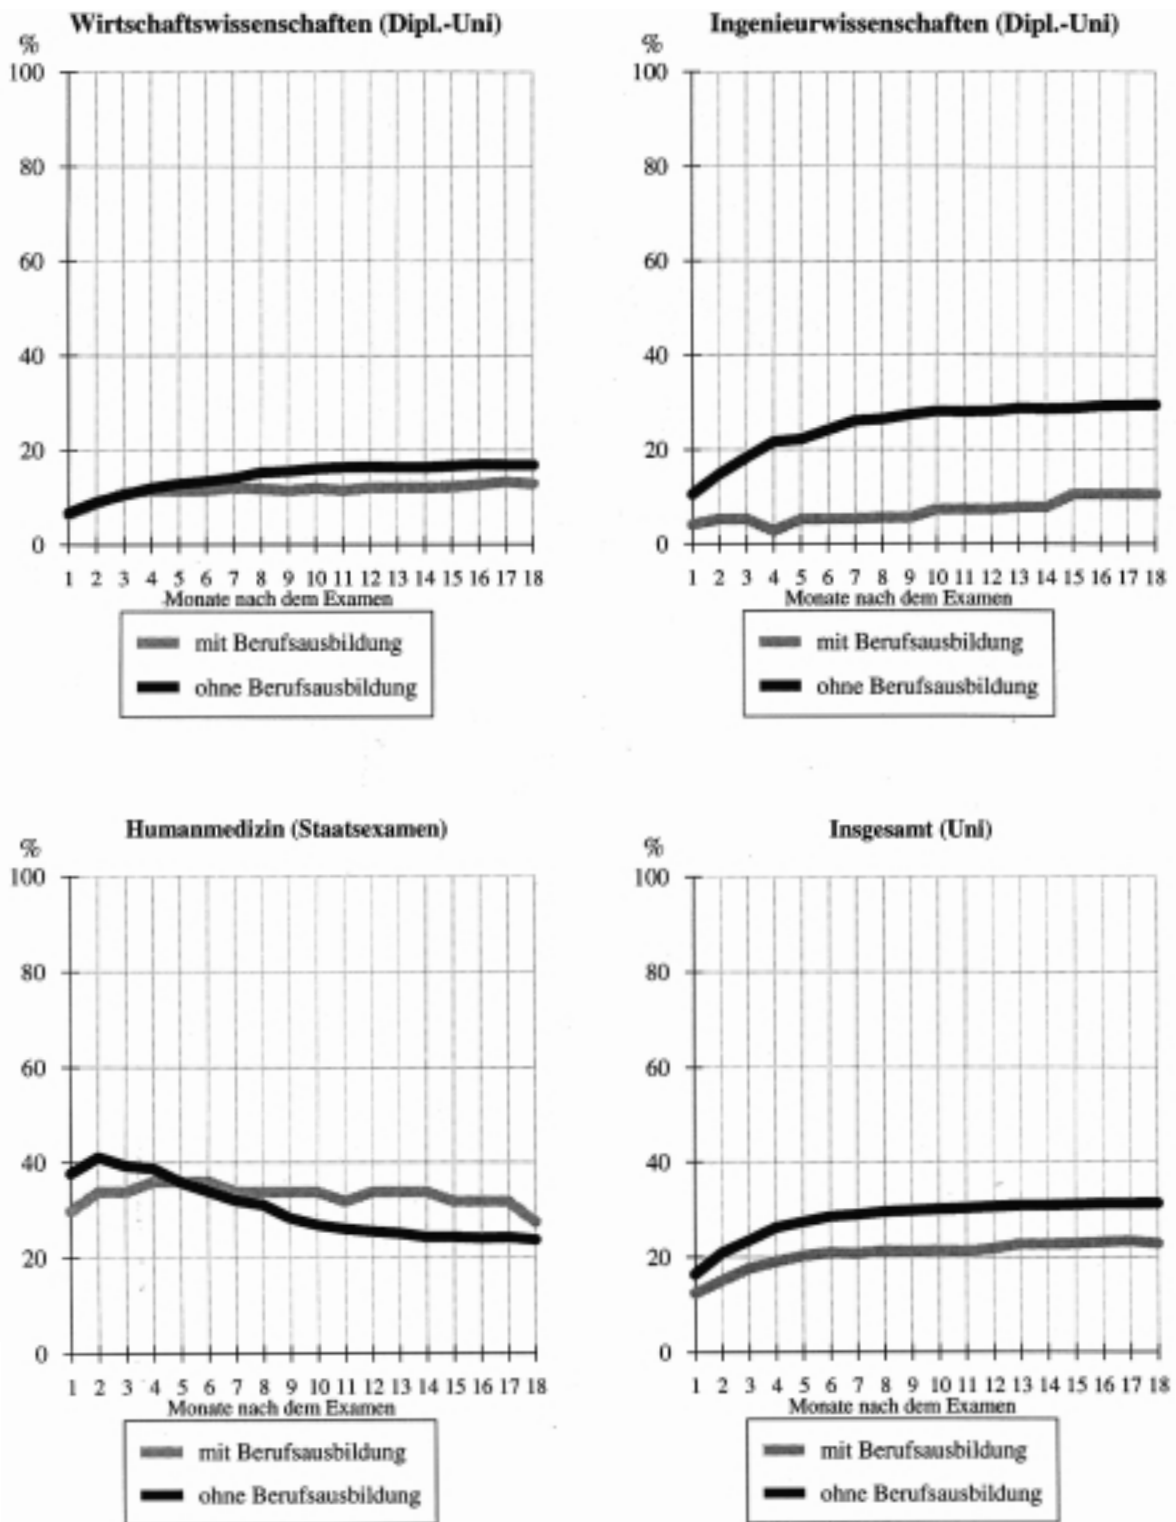 Wirtschaftswissenschaften (Dipl.-Uni)
%
100
80
60
40
20
0
1 2 3 4 5 6 7 8 9 10 11 12 13 14 15 16 17 18
Monate nach dem Examen
mit Berufsausbildung
ohne Berufsausbildung
Ingenieurwissenschaften (Dipl.-Uni)
%
100
80
60
40
20
0
1 2 3 4 5 6 7 8 9 10 11 12 13 14 15 16 17 18
Monate nach dem Examen
mit Berufsausbildung
ohne Berufsausbildung
Humanmedizin (Staatsexamen)
%
100
80
60
40
20
0
1 2 3 4 5 6 7 8 9 10 11 12 13 14 15 16 17 18
Monate nach dem Examen
mit Berufsausbildung
ohne Berufsausbildung
Insgesamt (Uni)
%
100
80
60
40
20
0
1 2 3 4 5 6 7 8 9 10 11 12 13 14 15 16 17 18
Monate nach dem Examen
mit Berufsausbildung
ohne Berufsausbildung